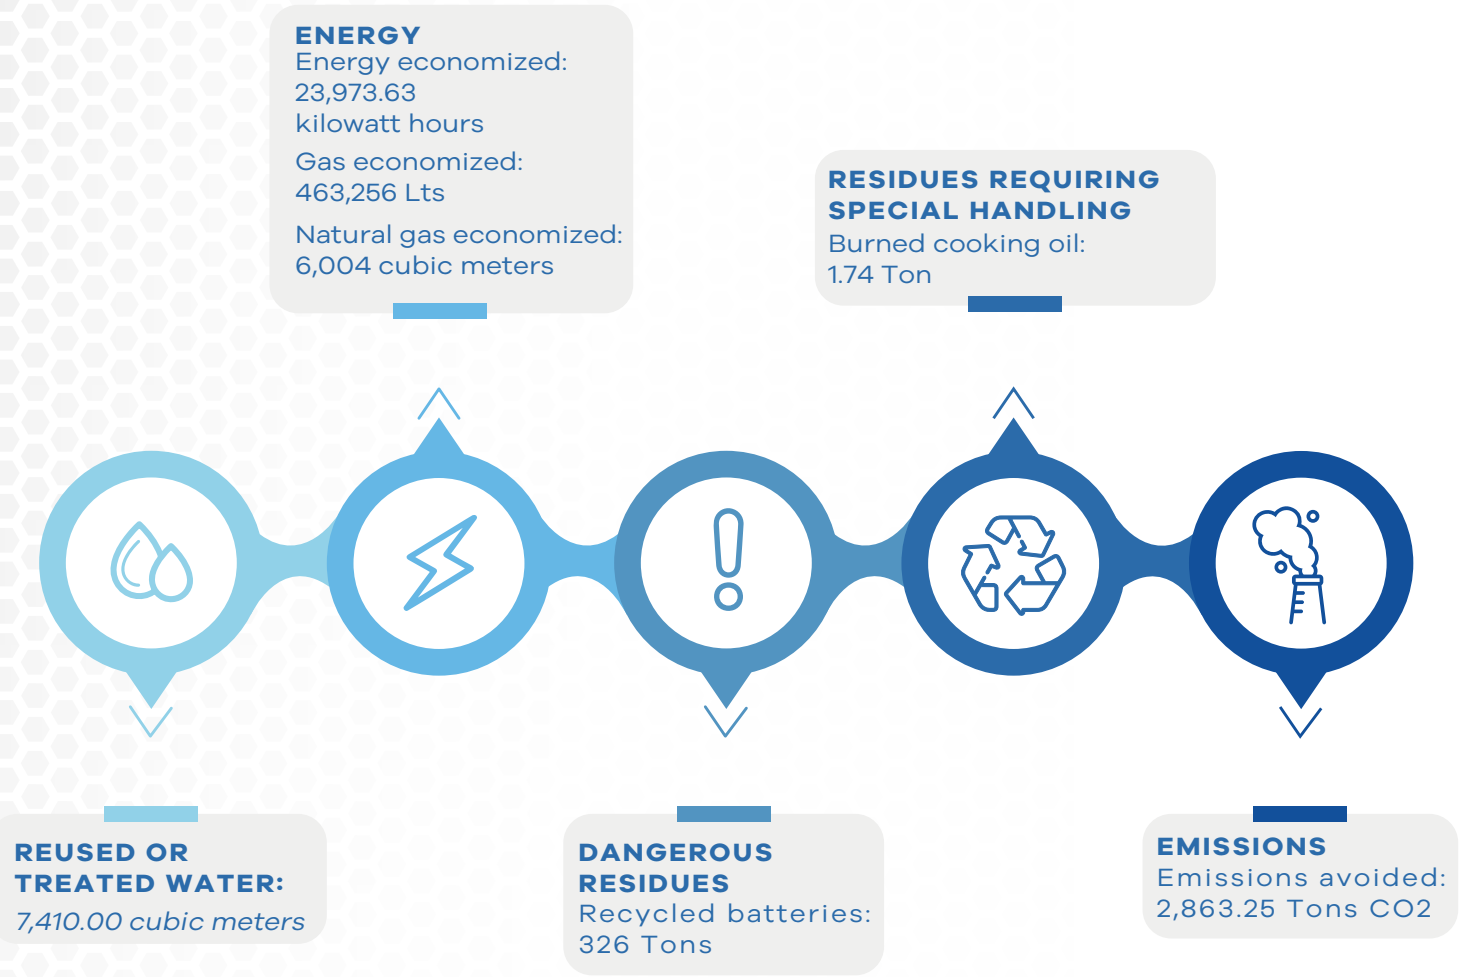 ENERGY
Energy economized:
23,973.63
kilowatt hours
Gas economized:
463,256 Lts
Natural gas economized:
6,004 cubic meters
RESIDUES REQUIRING
SPECIAL HANDLING
Burned cooking oil:
1.74 Ton
REUSED OR
TREATED WATER:
7,410.00 cubic meters
DANGEROUS
RESIDUES
Recycled batteries:
326 Tons
EMISSIONS
Emissions avoided:
2,863.25 Tons CO2